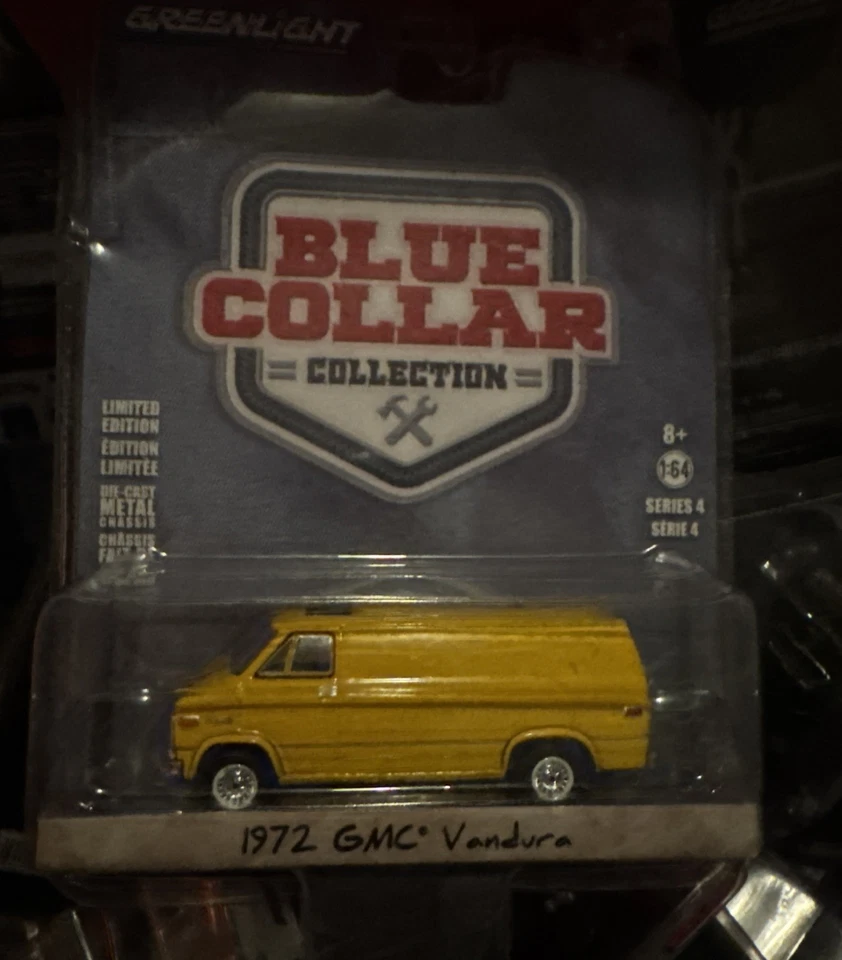 GREENLIGHT
BLUE
COLLAR
COLLECTION
LIMITED
EDITION
ÉDITION
LIMITÉE
DIE-CAST
METAL
CHASSIS
CHÂSSIS
8+
1:64
SERIES 4
SÉRIE 4
1972 GMC® Vandura